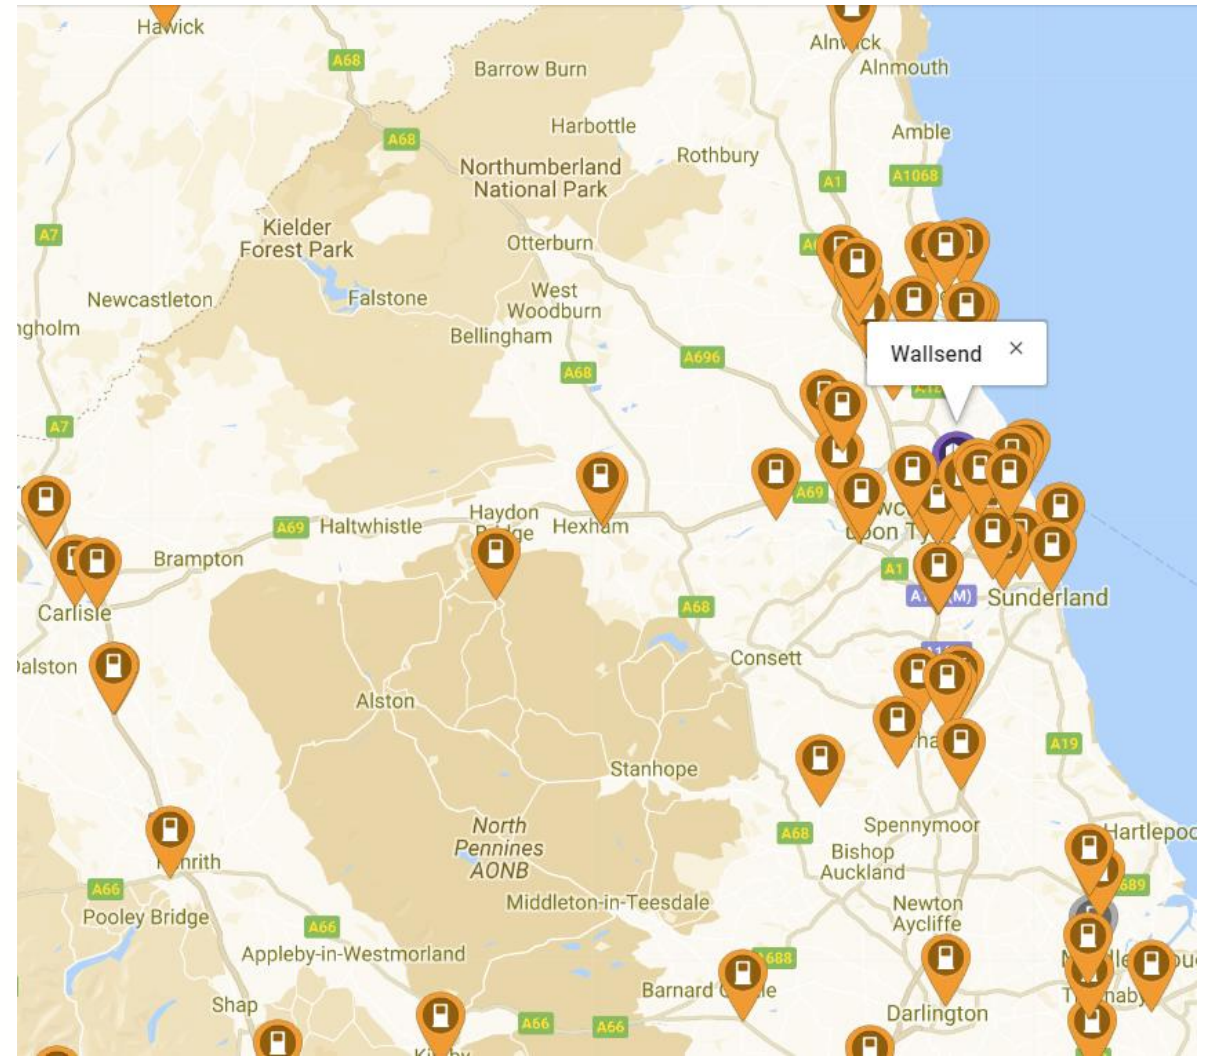 Hawick
A68
Barrow Burn
Alnwick
Alnmouth
A68
Harbottle
Amble
Rothbury
Northumberland
National Park
A1
A1068
Kielder
Forest Park
A7
Otterburn
Newcastleton
Falstone
West
Woodburn
Bellingham
A696
A68
Wallsend ×
A7
A69
A69
Haltwhistle
Haydon
Hexham
Brampton
A1
Carlisle
A68
Sunderland
Consett
Alston
A19
Stanhope
North
Pennines
AONB
A68
Spennymoor
Bishop
Auckland
A66
Pooley Bridge
Middleton-in-Teesdale
Newton
Aycliffe
A66
Appleby-in-Westmorland
Shap
Barnard
Darlington
A66
A66